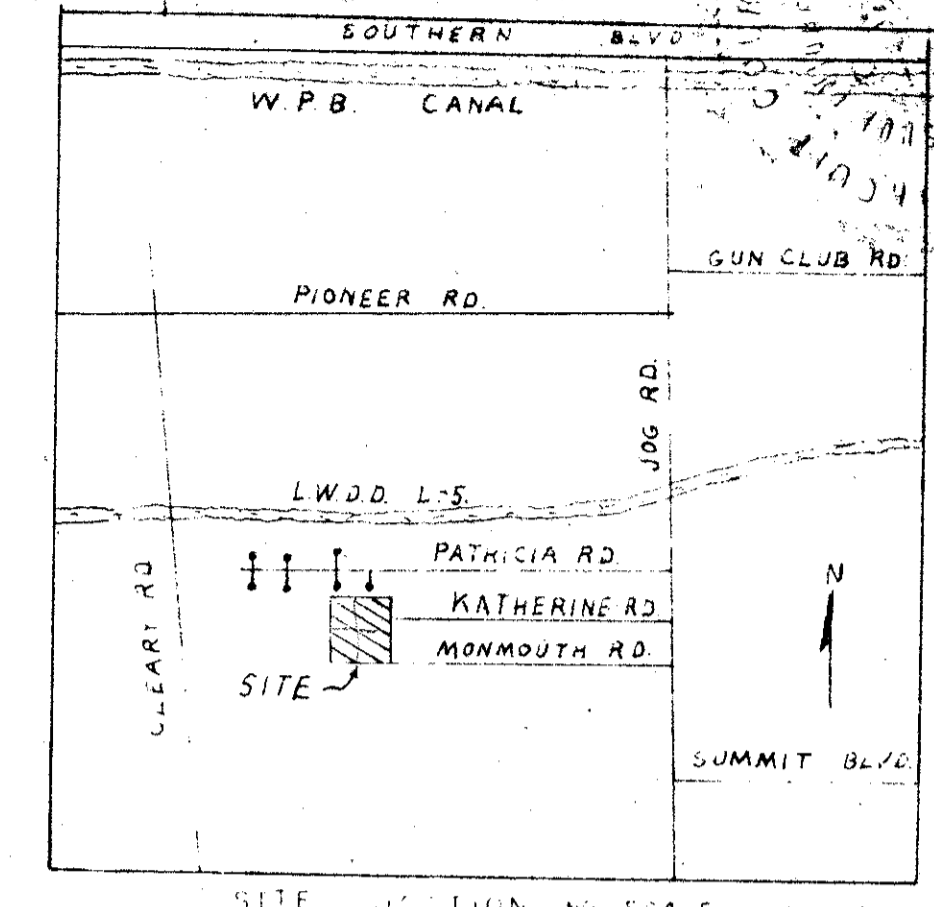 SOUTHERN BLVD
W.P.B. CANAL
GUN CLUB RD.
PIONEER RD.
JOG RD.
L.W.D.D. L-5.
PATRICIA RD.
KATHERINE RD.
MONMOUTH RD.
CLEARY RD
SITE
N
SUMMIT BLVD.
SITE